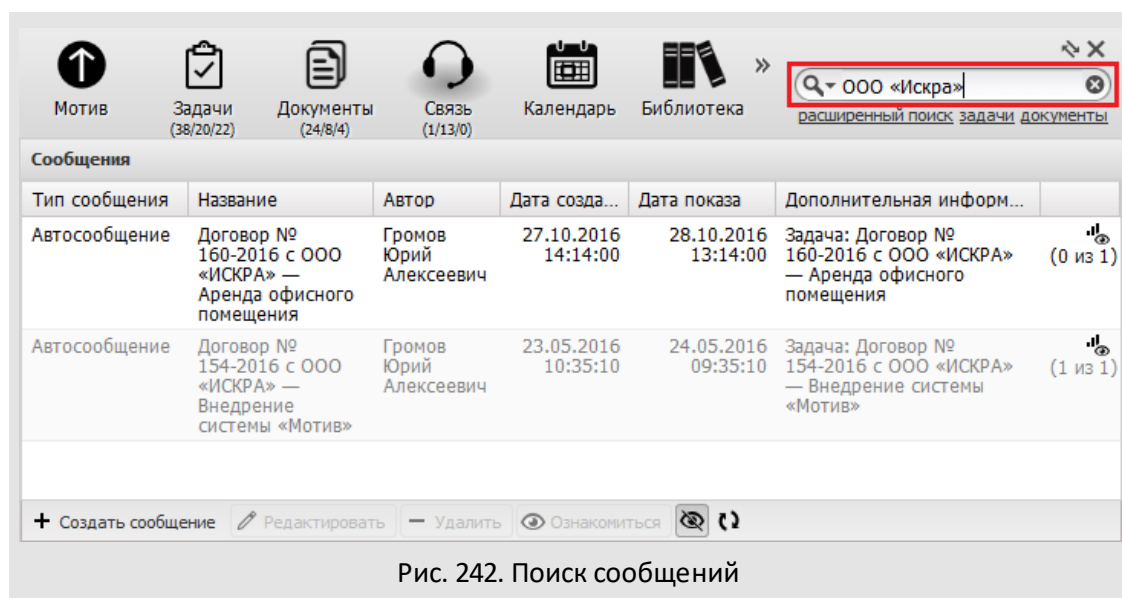 Мотив
Задачи
(38/20/22)
Документы
(24/8/4)
Связь
(1/13/0)
Календарь
Библиотека
»
ООО «Искра»
расширенный поиск задачи документы
Сообщения
Тип сообщения Название Автор Дата созда... Дата показа Дополнительная информ...
Автосообщение
Договор №
160-2016 с ООО
«ИСКРА» —
Аренда офисного
помещения
Громов
Юрий
Алексеевич
27.10.2016
14:14:00
28.10.2016
13:14:00
Задача: Договор №
160-2016 с ООО «ИСКРА»
— Аренда офисного
помещения
(0 из 1)
Автосообщение
Договор №
154-2016 с ООО
«ИСКРА» —
Внедрение
системы «Мотив»
Громов
Юрий
Алексеевич
23.05.2016
10:35:10
24.05.2016
09:35:10
Задача: Договор №
154-2016 с ООО «ИСКРА»
— Внедрение системы
«Мотив»
(1 из 1)
Создать сообщение Редактировать Удалить Ознакомиться
Рис. 242. Поиск сообщений